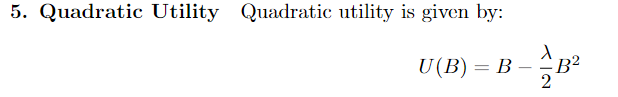 5. Quadratic Utility Quadratic utility is given by:
U(B) = B − λ/2 B²